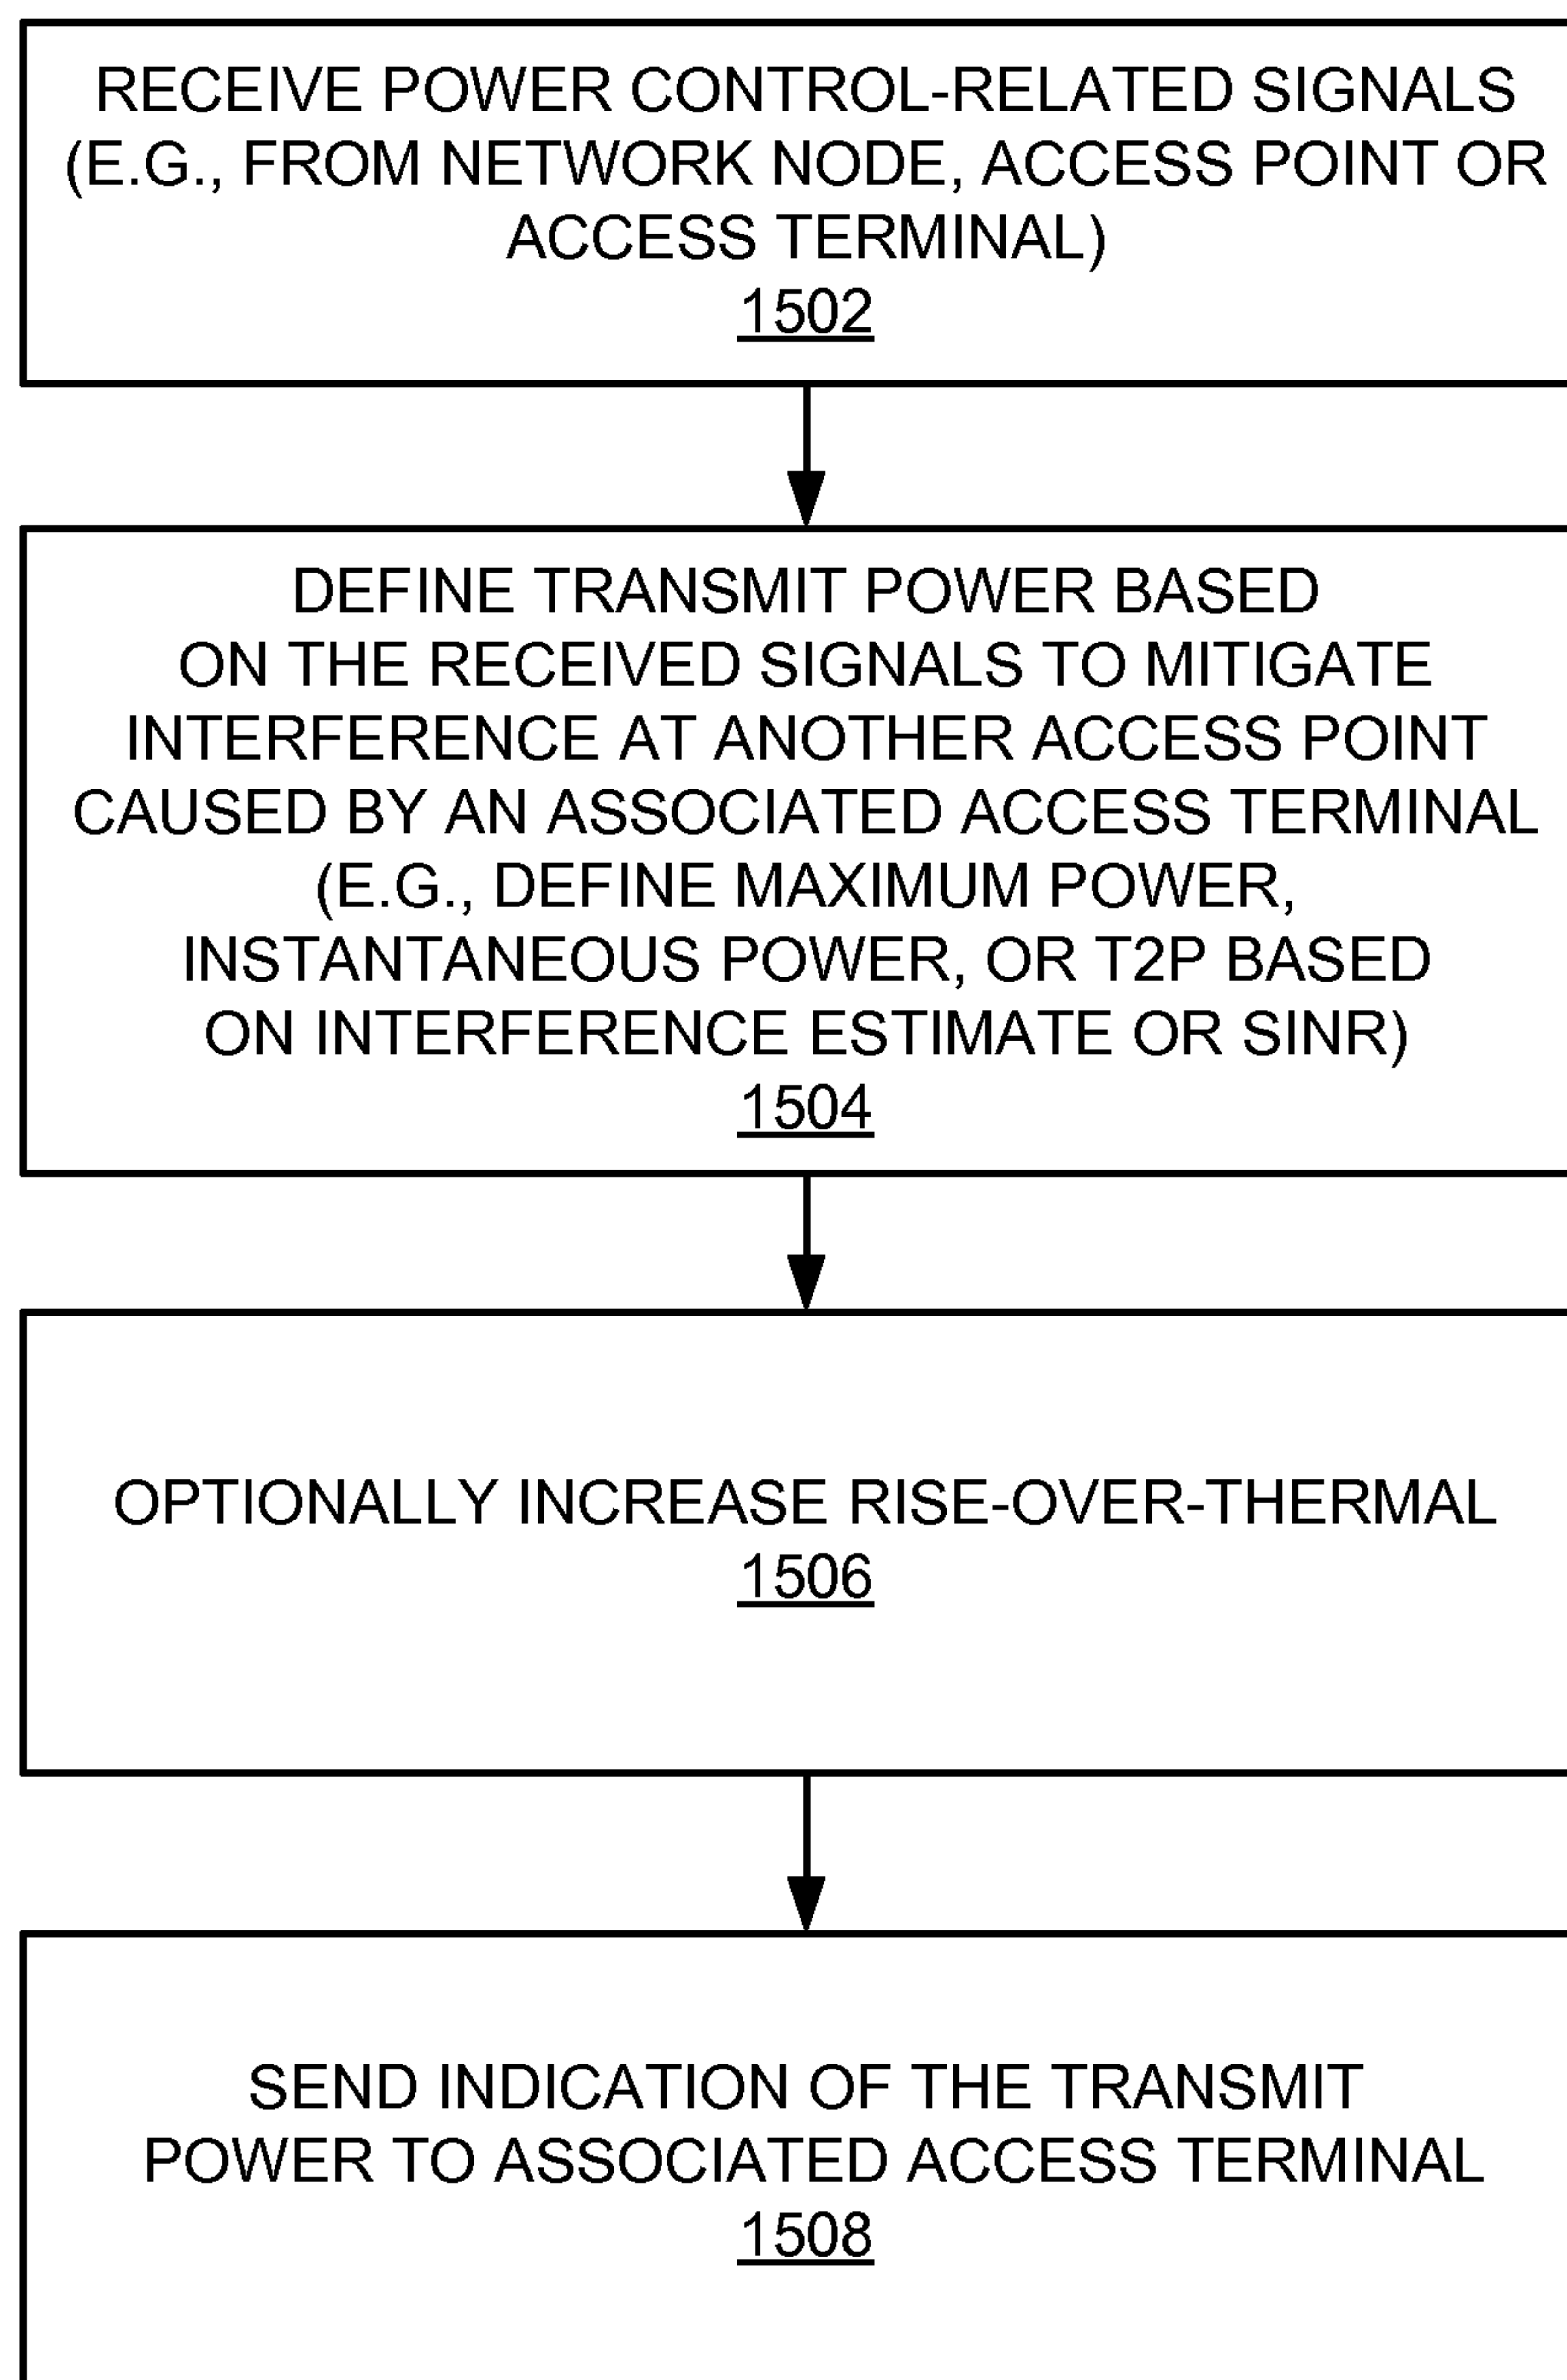 RECEIVE POWER CONTROL-RELATED SIGNALS
(E.G., FROM NETWORK NODE, ACCESS POINT OR
ACCESS TERMINAL)
1502
DEFINE TRANSMIT POWER BASED
ON THE RECEIVED SIGNALS TO MITIGATE
INTERFERENCE AT ANOTHER ACCESS POINT
CAUSED BY AN ASSOCIATED ACCESS TERMINAL
(E.G., DEFINE MAXIMUM POWER,
INSTANTANEOUS POWER, OR T2P BASED
ON INTERFERENCE ESTIMATE OR SINR)
1504
OPTIONALLY INCREASE RISE-OVER-THERMAL
1506
SEND INDICATION OF THE TRANSMIT
POWER TO ASSOCIATED ACCESS TERMINAL
1508